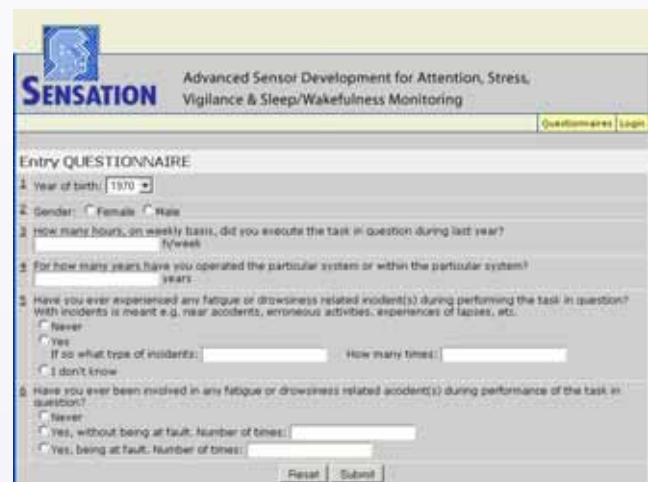 SENSATION
Advanced Sensor Development for Attention, Stress,
Vigilance & Sleep/Wakefulness Monitoring
Questionnaires Login
Entry QUESTIONNAIRE
1 Year of birth: 1970
2 Gender: Female Male
3 How many hours, on weekly basis, did you execute the task in question during last year?
h/week
4 For how many years have you operated the particular system or within the particular system?
years
5 Have you ever experienced any fatigue or drowsiness related incident(s) during performing the task in question?
With incidents is meant e.g. near accidents, erroneous activities, experiences of lapses, etc.
Never
Yes
If so what type of incidents: How many times:
I don't know
6 Have you ever been involved in any fatigue or drowsiness related accident(s) during performance of the task in
question?
Never
Yes, without being at fault. Number of times:
Yes, being at fault. Number of times:
Reset Submit